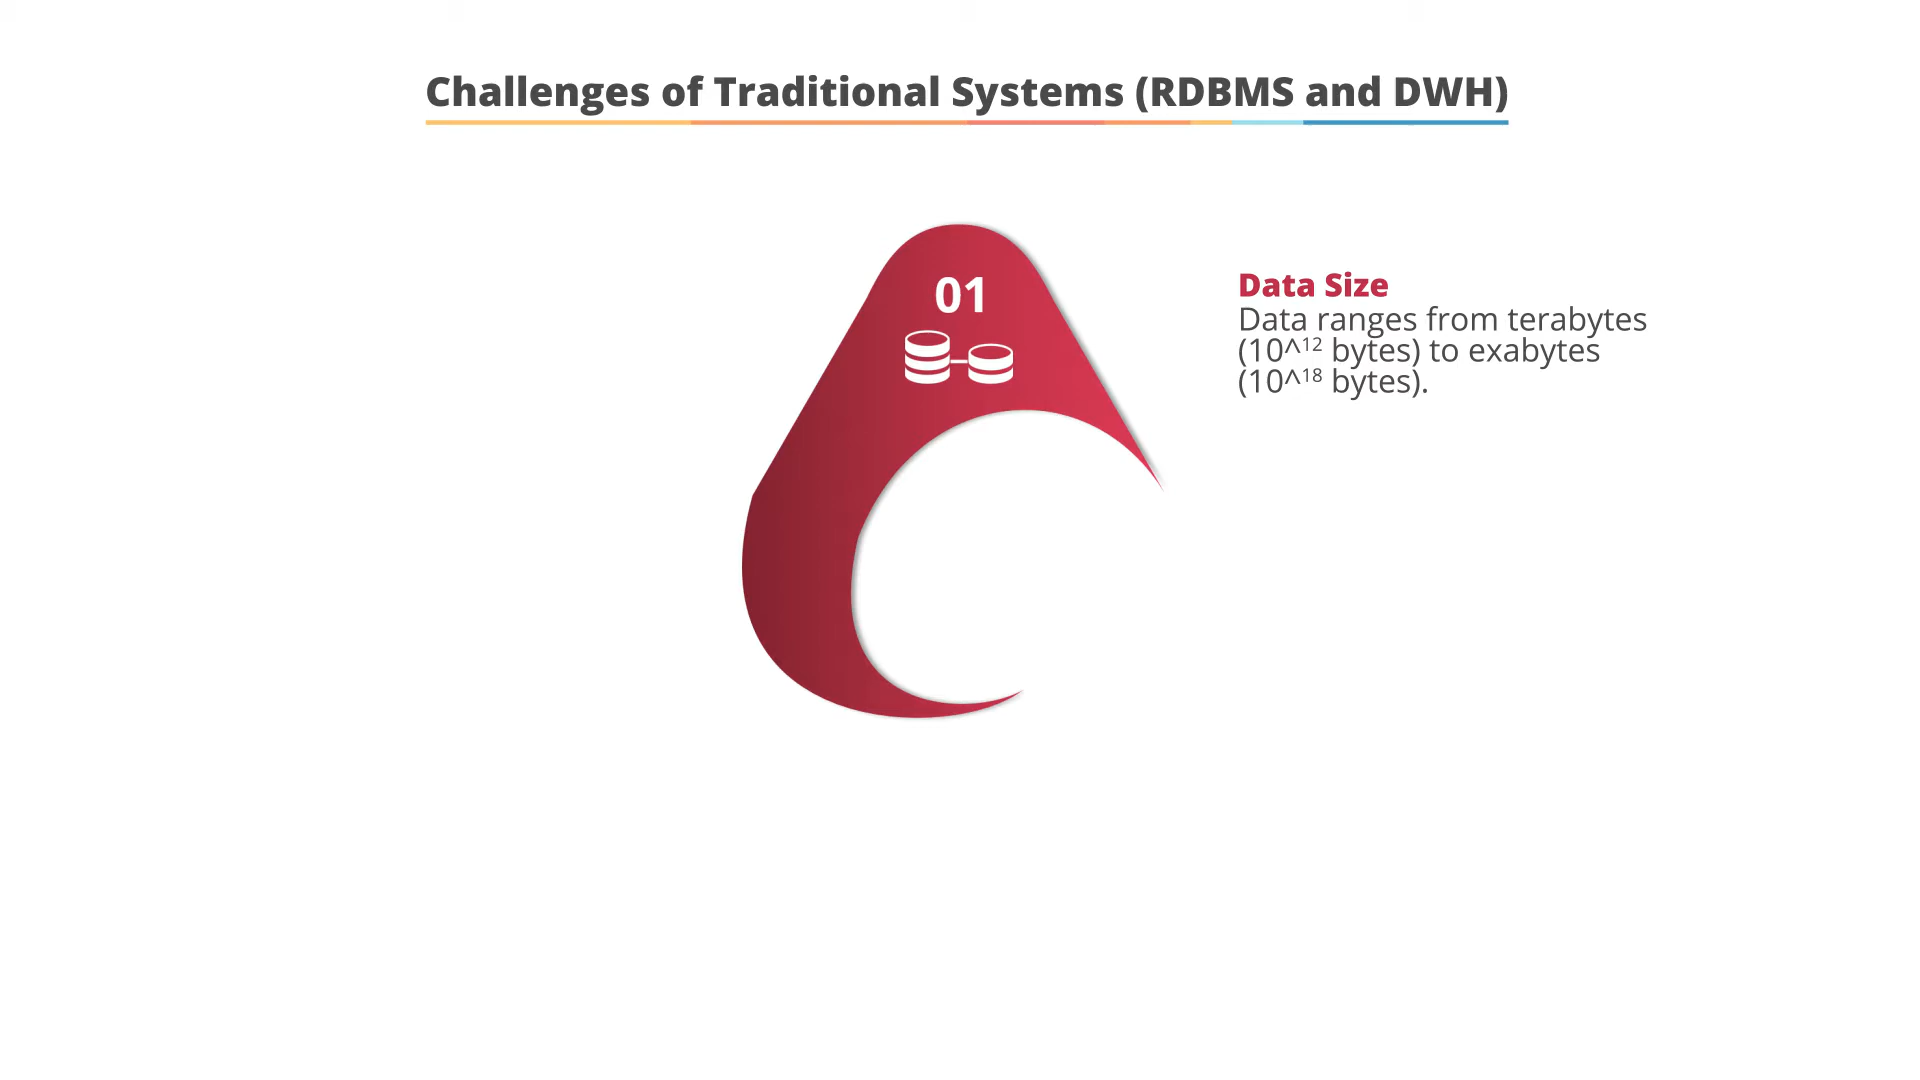 Challenges of Traditional Systems (RDBMS and DWH)
01
Data Size
Data ranges from terabytes
(10^¹² bytes) to exabytes
(10^¹⁸ bytes).